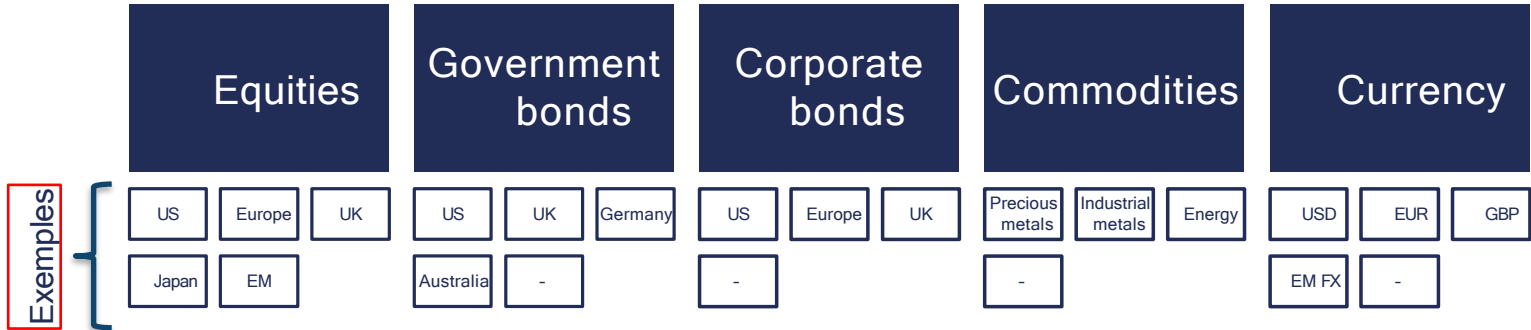 Equities
Government
bonds
Corporate
bonds
Commodities
Currency
Exemples
US
Europe
UK
US
UK
Germany
US
Europe
UK
Precious
metals
Industrial
metals
Energy
USD
EUR
GBP
Japan
EM
Australia
-
-
-
EM FX
-